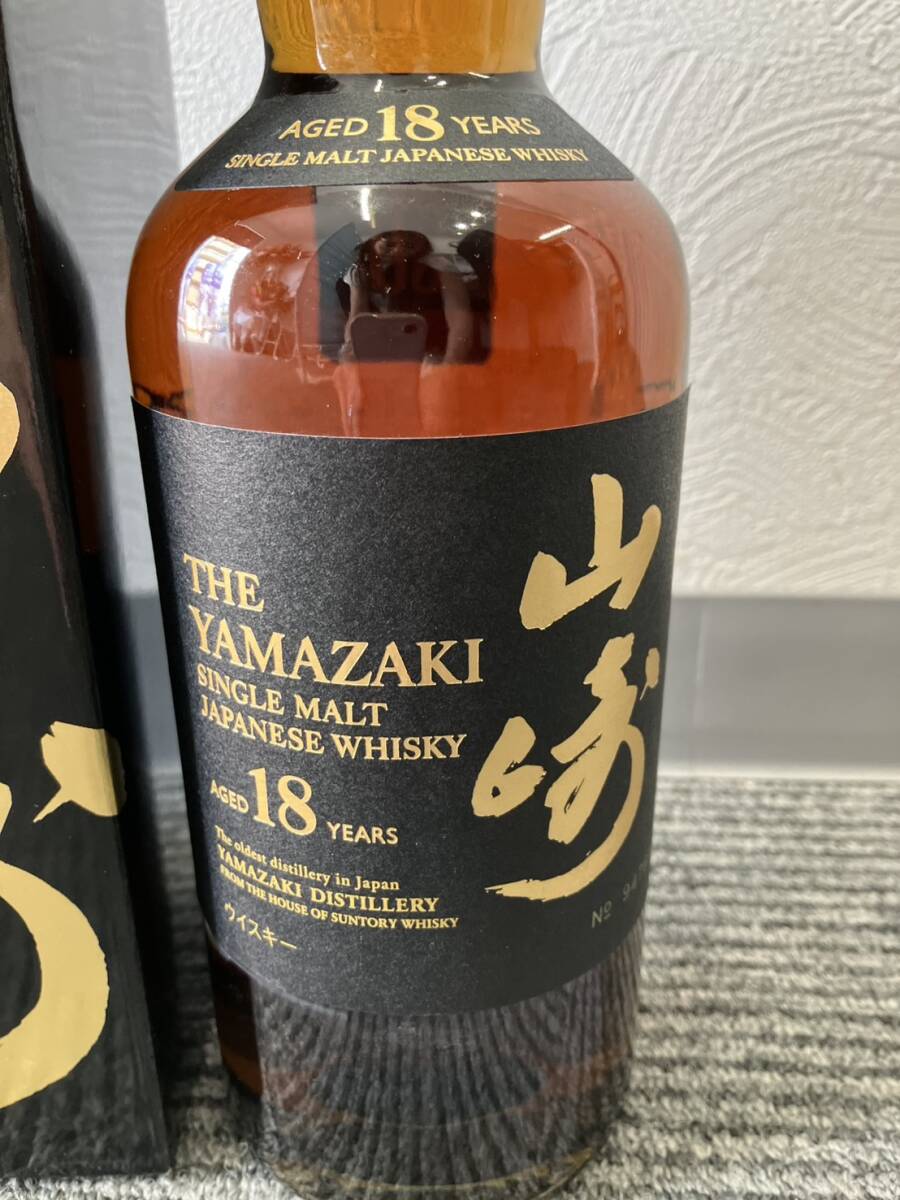 AGED 18 YEARS
SINGLE MALT JAPANESE WHISKY
THE
YAMAZAKI
SINGLE MALT
JAPANESE WHISKY
AGED 18 YEARS
The oldest distillery in Japan
YAMAZAKI DISTILLERY
FROM THE HOUSE OF SUNTORY WHISKY
ウイスキー
山崎